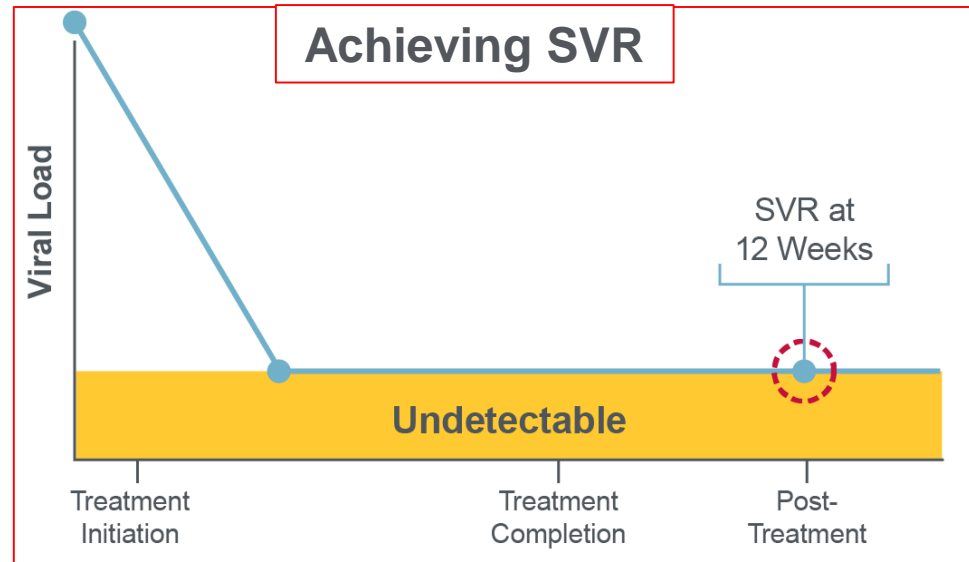 Achieving SVR
Viral Load
SVR at
12 Weeks
Undetectable
Treatment
Initiation
Treatment
Completion
Post-
Treatment